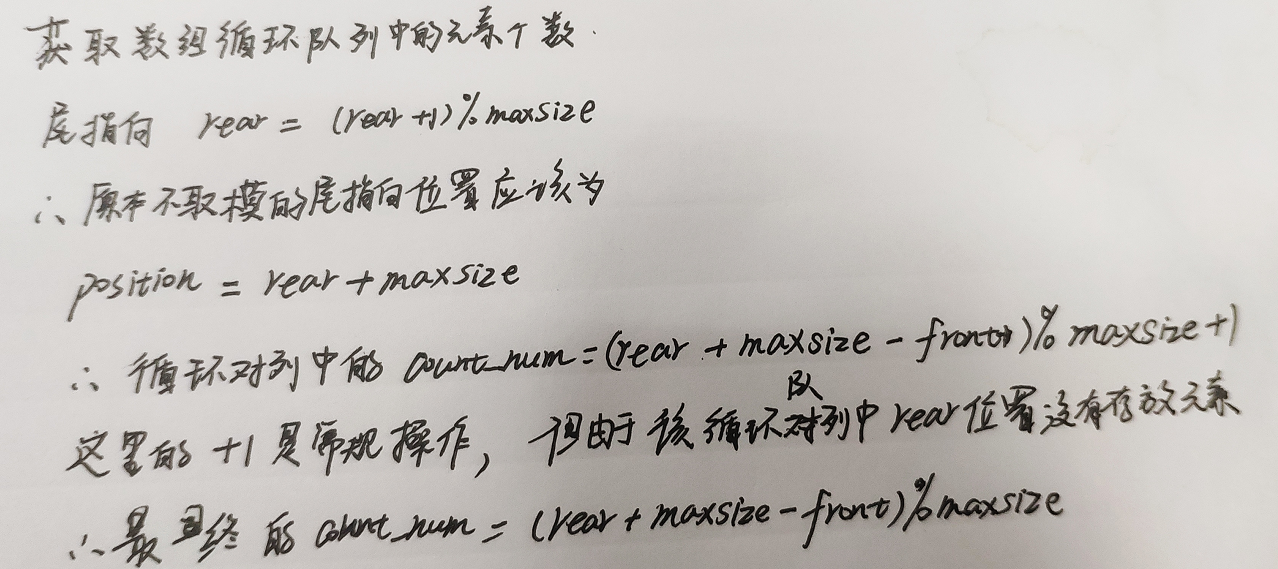 获取数组循环队列中的元素个数.
尾指向 rear = (rear +1) % maxsize
∴ 原本不取模的尾指向位置应该为
position = rear + maxsize
∴ 循环对列中的 count_num = (rear + maxsize - front) % maxsize + 1
这里的 +1 是常规操作, 但由于该循环队列中 rear 位置没有存放元素
∴ 最终的 count_num = (rear + maxsize - front) % maxsize